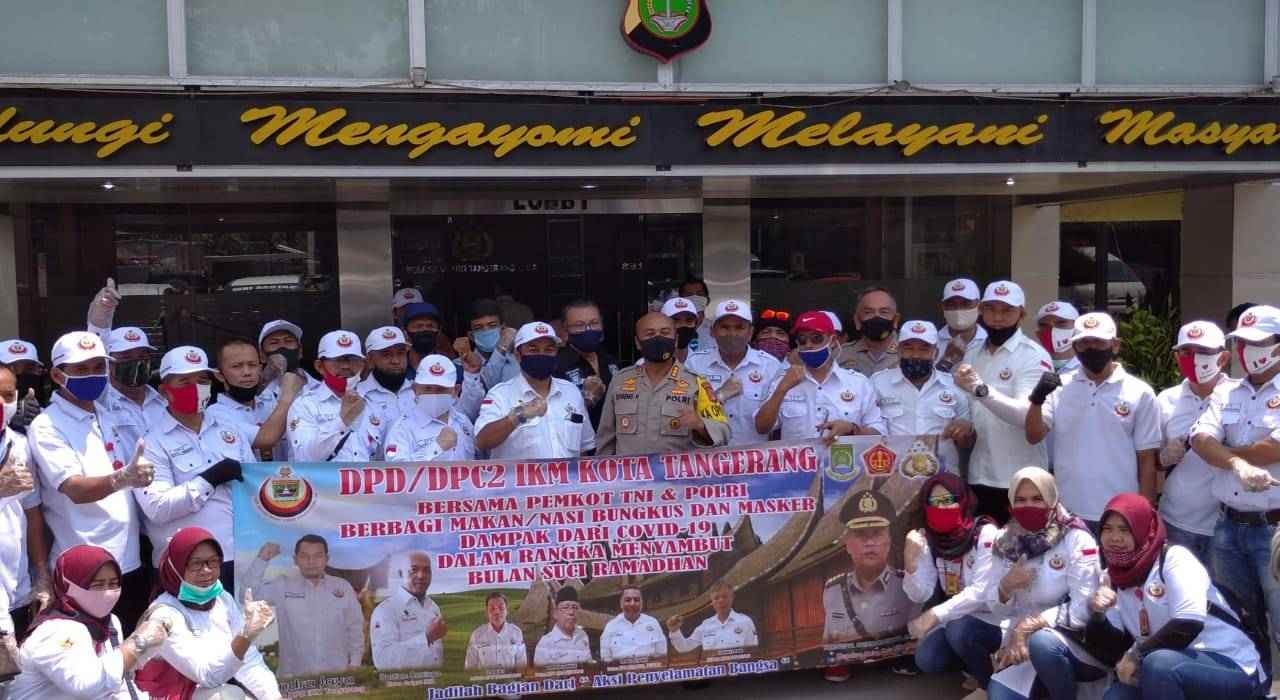 Mengayomi Melayani
LOBBY
DPD/DPC2 IKM KOTA TANGERANG
BERSAMA PEMKOT TNI & POLRI
BERBAGI MAKAN/NASI BUNGKUS DAN MASKER
DAMPAK DARI COVID-19
DALAM RANGKA MENYAMBUT
BULAN SUCI RAMADHAN
Jadilah Bagian Dari Aksi Penyelamatan Bangsa